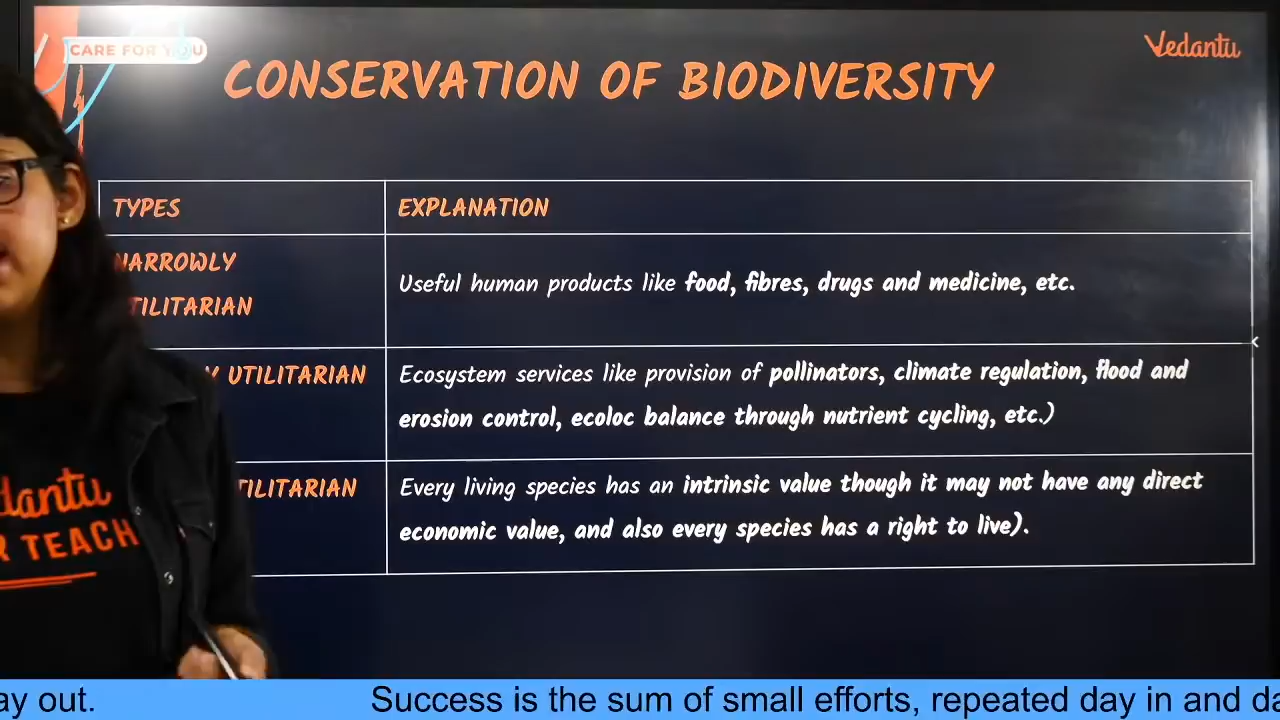 CARE FOR YOU
Vedantu
CONSERVATION OF BIODIVERSITY
TYPES
EXPLANATION
NARROWLY
UTILITARIAN
Useful human products like food, fibres, drugs and medicine, etc.
UTILITARIAN
Ecosystem services like provision of pollinators, climate regulation, flood and
erosion control, ecoloc balance through nutrient cycling, etc.)
Every living species has an intrinsic value though it may not have any direct
economic value, and also every species has a right to live).
TEACH
ay out.
Success is the sum of small efforts, repeated day in and da